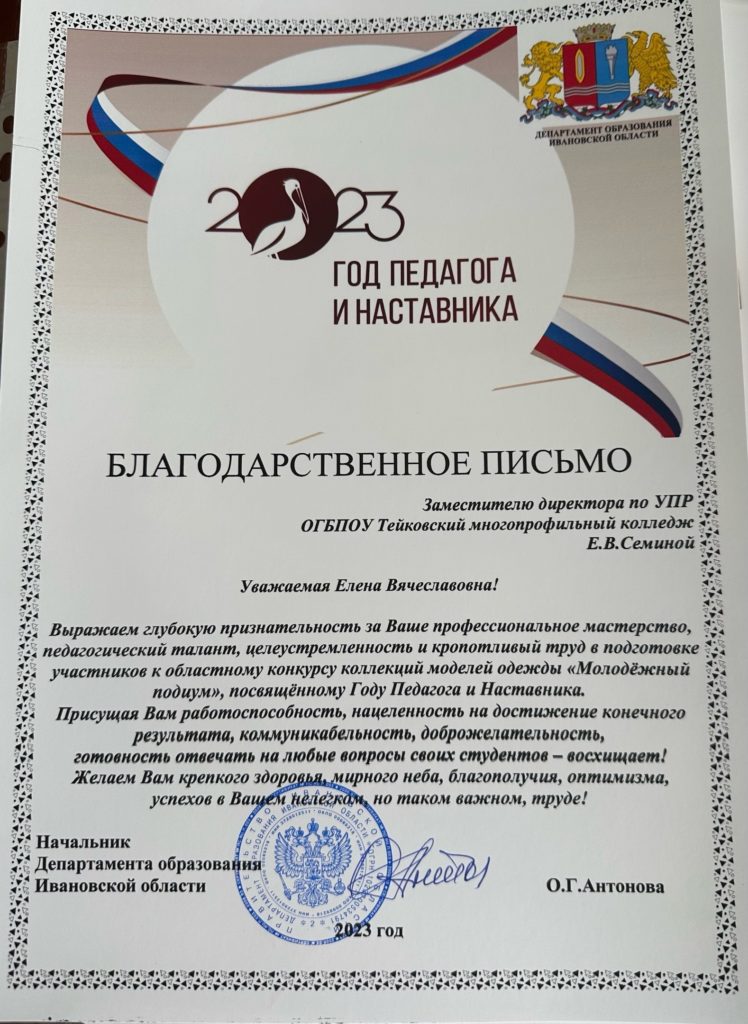 ДЕПАРТАМЕНТ ОБРАЗОВАНИЯ
ИВАНОВСКОЙ ОБЛАСТИ
2023
ГОД ПЕДАГОГА
И НАСТАВНИКА
БЛАГОДАРСТВЕННОЕ ПИСЬМО
Заместителю директора по УПР
ОГБПОУ Тейковский многопрофильный колледж
Е.В.Семиной
Уважаемая Елена Вячеславовна!
Выражаем глубокую признательность за Ваше профессиональное мастерство,
педагогический талант, целеустремленность и кропотливый труд в подготовке
участников к областному конкурсу коллекций моделей одежды «Молодёжный
подиум», посвящённому Году Педагога и Наставника.
Присущая Вам работоспособность, нацеленность на достижение конечного
результата, коммуникабельность, доброжелательность,
готовность отвечать на любые вопросы своих студентов – восхищает!
Желаем Вам крепкого здоровья, мирного неба, благополучия, оптимизма,
успехов в Вашем нелегком, но таком важном, труде!
Начальник
Департамента образования
Ивановской области
О.Г.Антонова
2023 год